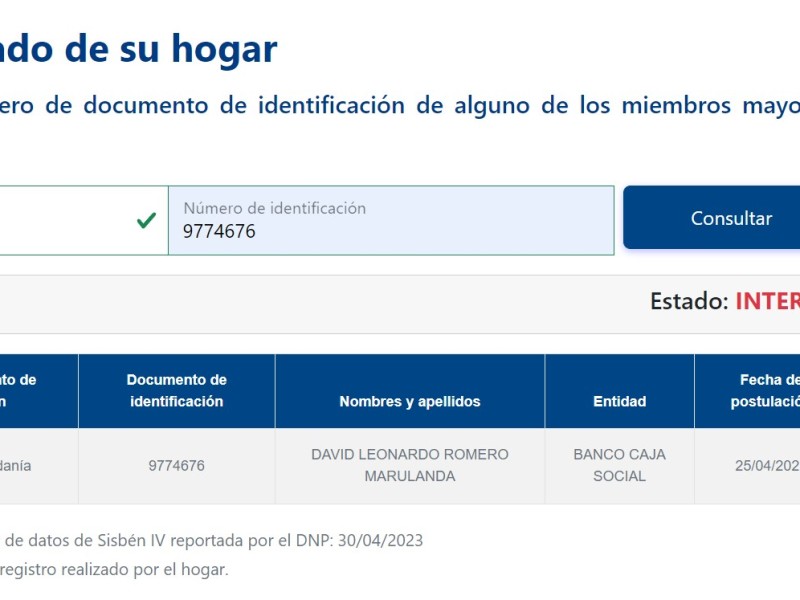 ado de su hogar
ero de documento de identificación de alguno de los miembros mayo
Número de identificación
9774676
Consultar
Estado: INTER
to de
n
Documento de
identificación
Nombres y apellidos
Entidad
Fecha de
postulació
danía
9774676
DAVID LEONARDO ROMERO
MARULANDA
BANCO CAJA
SOCIAL
25/04/202
de datos de Sisbén IV reportada por el DNP: 30/04/2023
registro realizado por el hogar.